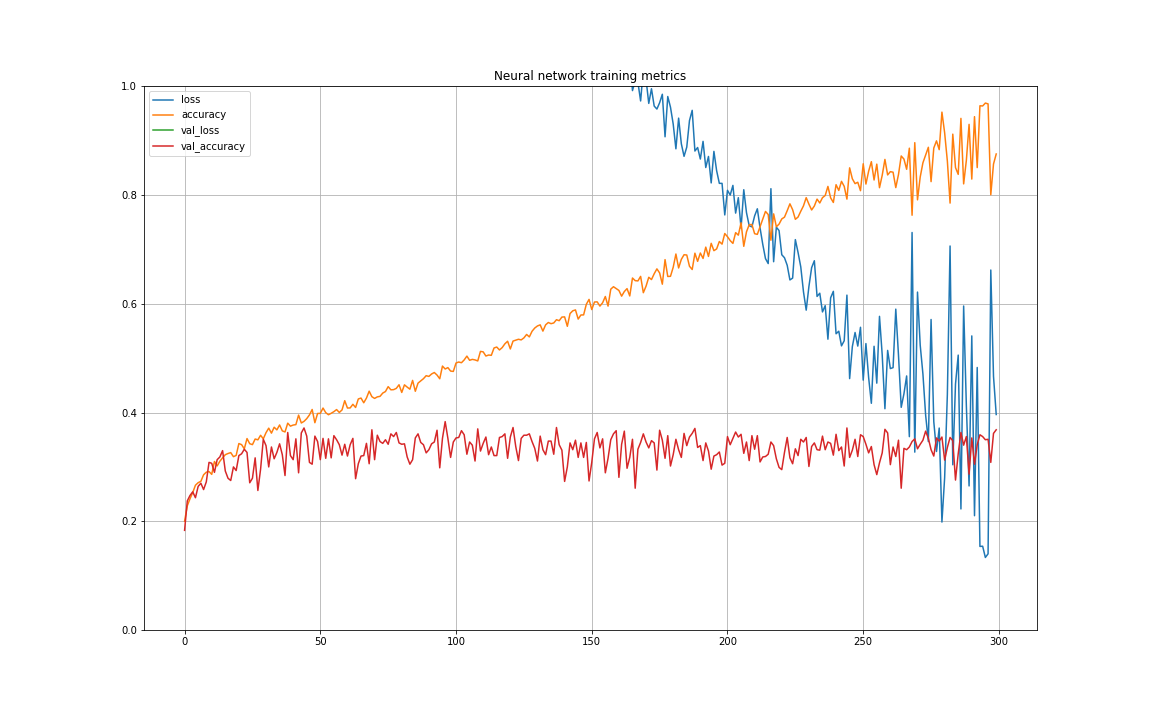 Neural network training metrics
1.0
loss
accuracy
val_loss
val_accuracy
0.8
0.6
0.4
0.2
0.0
0 50 100 150 200 250 300